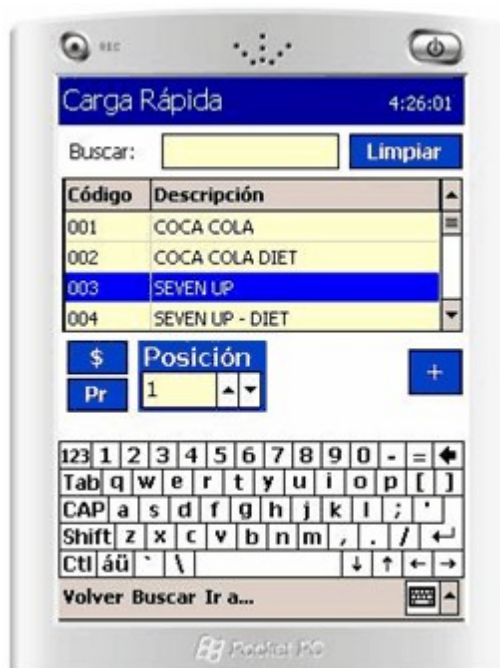 REC
Carga Rápida 4:26:01
Buscar: Limpiar
Código Descripción
001 COCA COLA
002 COCA COLA DIET
003 SEVEN UP
004 SEVEN UP - DIET
$ Posición
Pr 1 +
123 1 2 3 4 5 6 7 8 9 0 - =
Tab q w e r t y u i o p [ ]
CAP a s d f g h j k l ; '
Shift z x c v b n m , . /
Ctl áü ` \ ↓ ↑ ← →
Volver Buscar Ir a...
Pocket PC